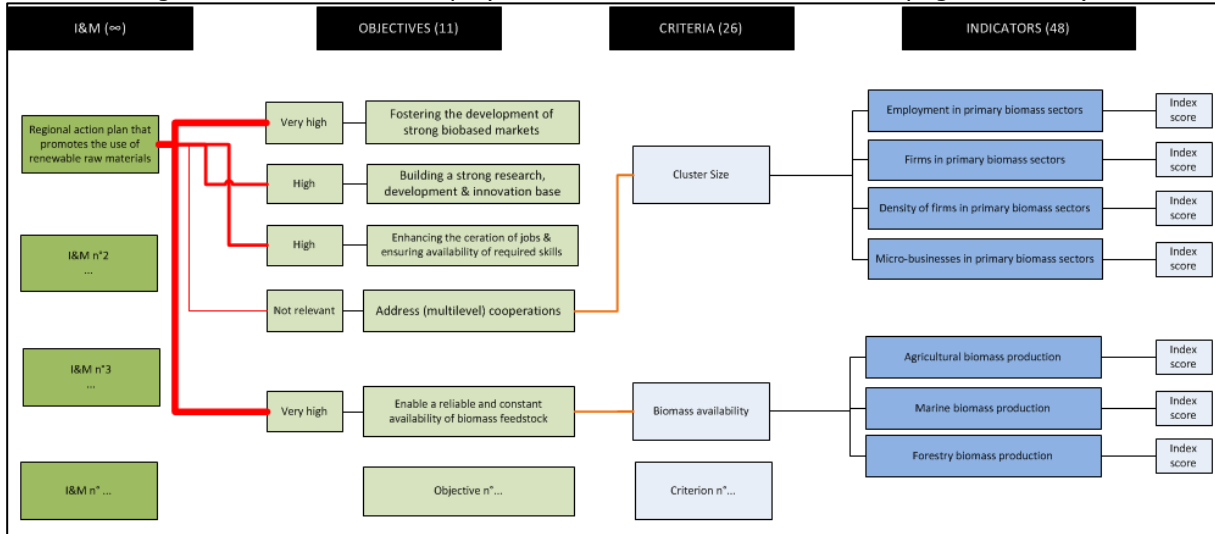 I&M (∞)
OBJECTIVES (11)
CRITERIA (26)
INDICATORS (48)
Regional action plan that
promotes the use of
renewable raw materials
I&M n°2
...
I&M n°3
...
I&M n° ...
Very high
Fostering the development of
strong biobased markets
High
Building a strong research,
development & innovation base
High
Enhancing the ceration of jobs &
ensuring availability of required skills
Not relevant
Address (multilevel) cooperations
Very high
Enable a reliable and constant
availability of biomass feedstock
Objective n°...
Cluster Size
Biomass availability
Criterion n°...
Employment in primary biomass sectors
Index
score
Firms in primary biomass sectors
Index
score
Density of firms in primary biomass sectors
Index
score
Micro-businesses in primary biomass sectors
Index
score
Agricultural biomass production
Index
score
Marine biomass production
Index
score
Forestry biomass production
Index
score